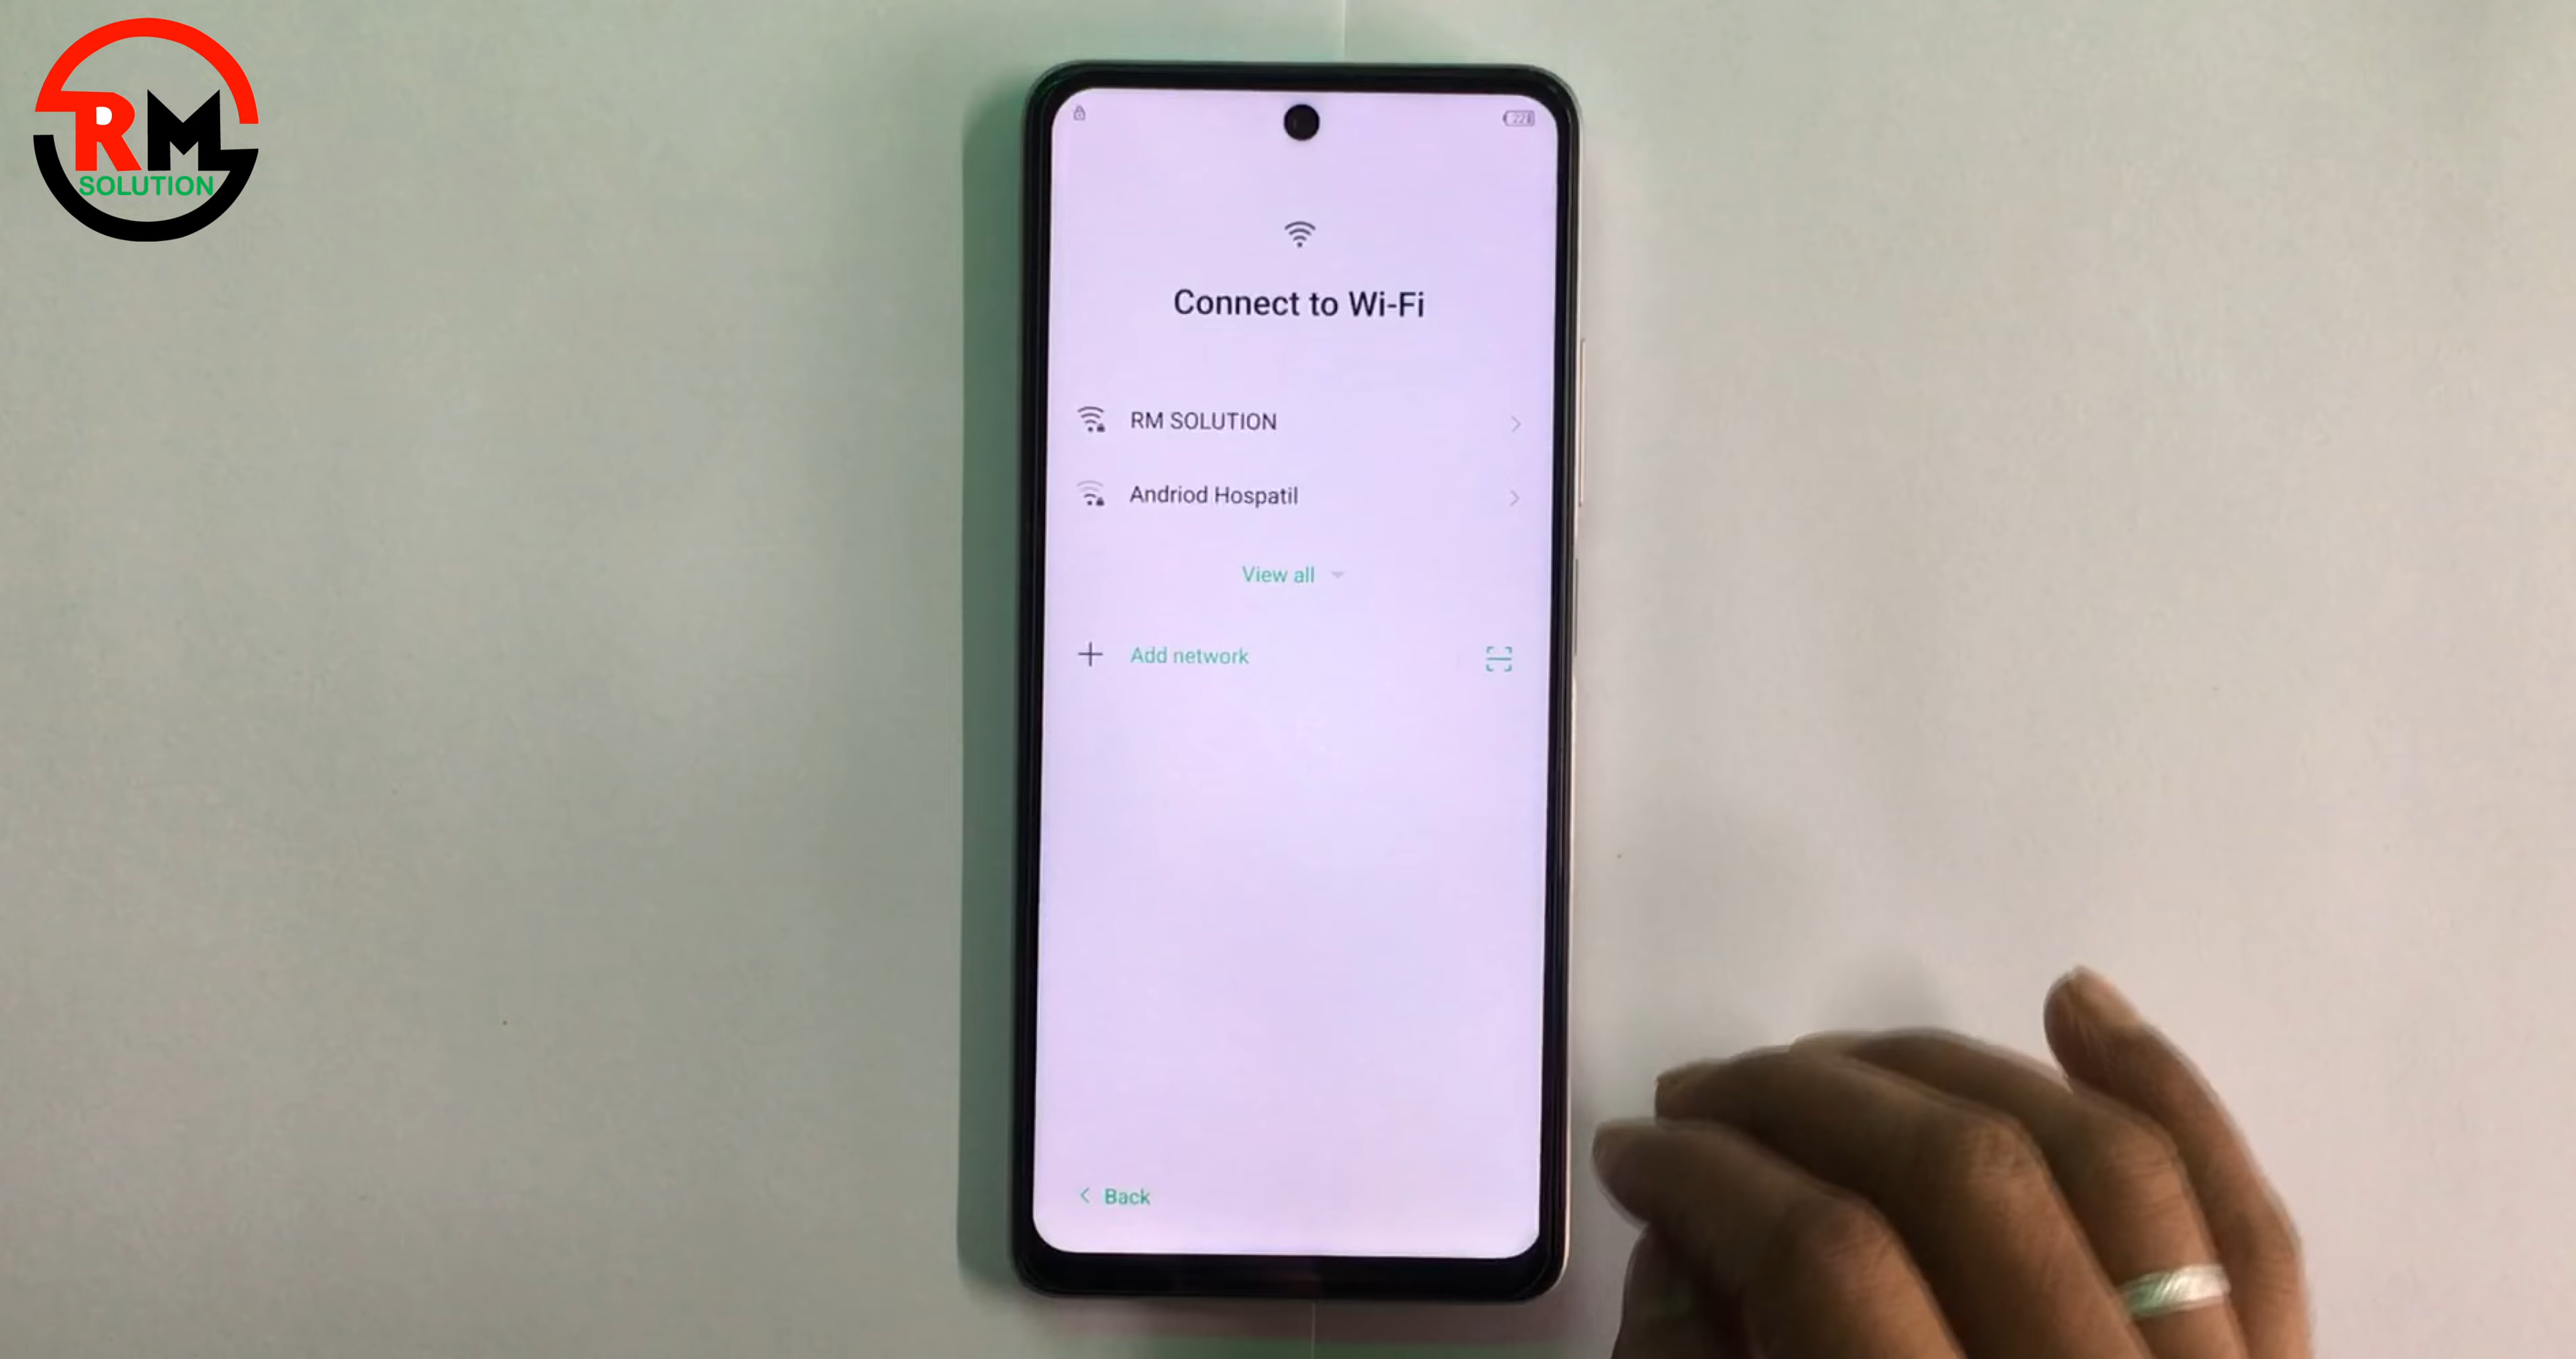 RM
SOLUTION
Connect to Wi-Fi
RM SOLUTION
Andriod Hospatil
View all
Add network
Back